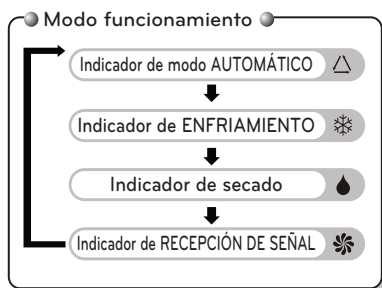 Modo funcionamiento
Indicador de modo AUTOMÁTICO
Indicador de ENFRIAMIENTO
Indicador de secado
Indicador de RECEPCIÓN DE SEÑAL